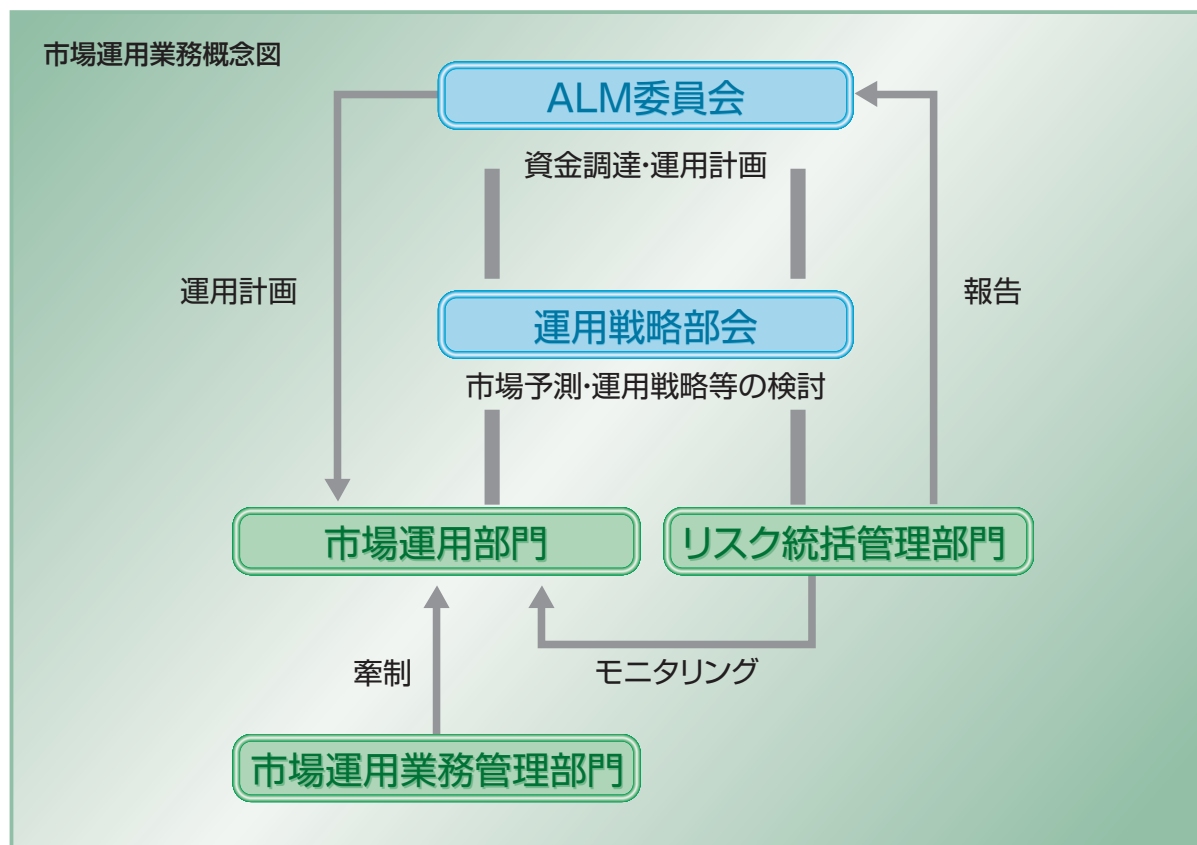 市場運用業務概念図
ALM委員会
資金調達・運用計画
運用計画
報告
運用戦略部会
市場予測・運用戦略等の検討
市場運用部門
リスク統括管理部門
牽制
モニタリング
市場運用業務管理部門